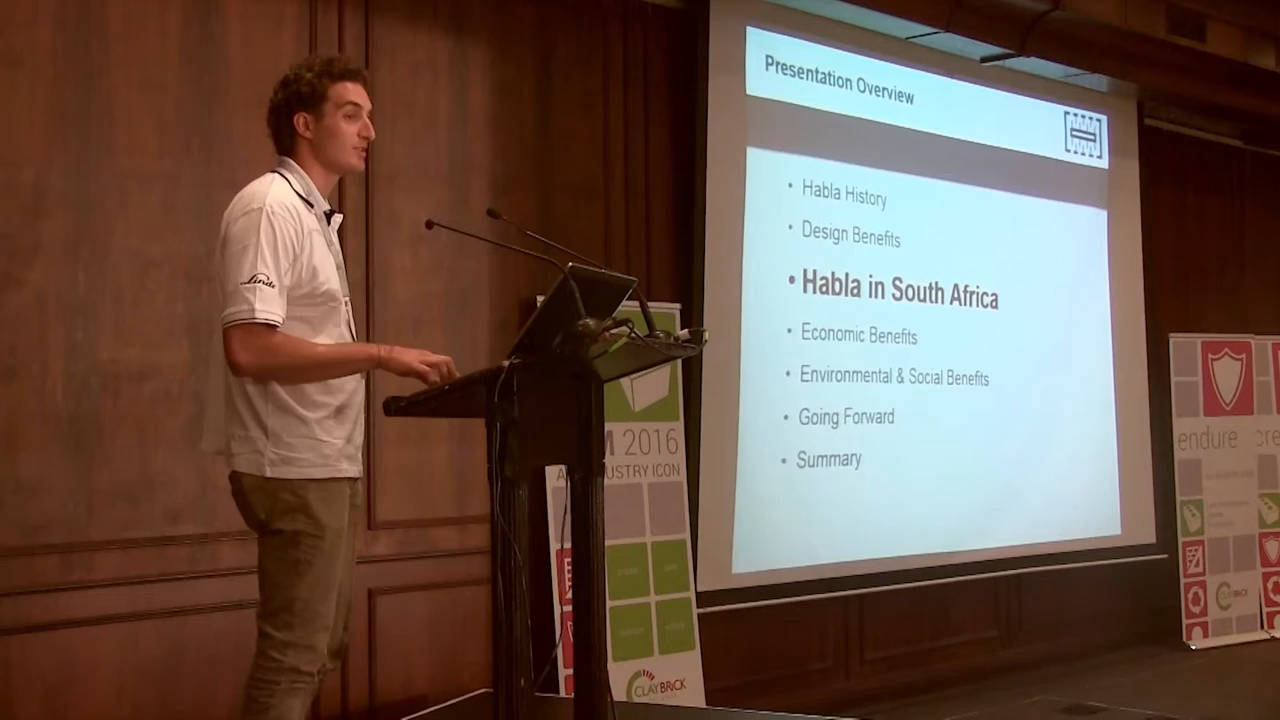 Presentation Overview
• Habla History
• Design Benefits
• Habla in South Africa
• Economic Benefits
• Environmental & Social Benefits
• Going Forward
• Summary
Linde
2016
USTRY ICON
CLAYBRICK
endure
CLAYBRICK